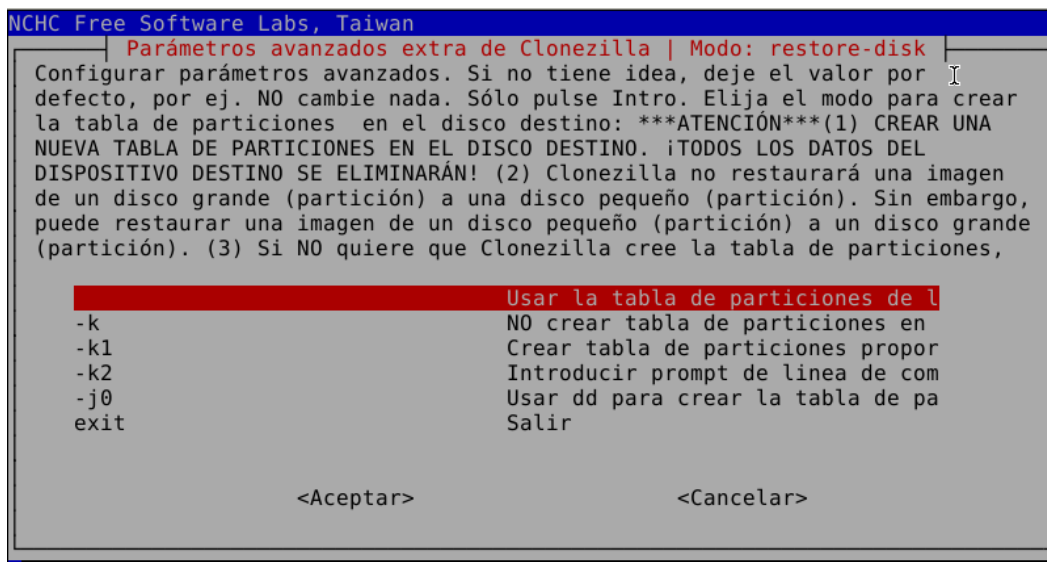 NCHC Free Software Labs, Taiwan
Parámetros avanzados extra de Clonezilla | Modo: restore-disk
Configurar parámetros avanzados. Si no tiene idea, deje el valor por
defecto, por ej. NO cambie nada. Sólo pulse Intro. Elija el modo para crear
la tabla de particiones  en el disco destino: ***ATENCIÓN***(1) CREAR UNA
NUEVA TABLA DE PARTICIONES EN EL DISCO DESTINO. ¡TODOS LOS DATOS DEL
DISPOSITIVO DESTINO SE ELIMINARÁN! (2) Clonezilla no restaurará una imagen
de un disco grande (partición) a una disco pequeño (partición). Sin embargo,
puede restaurar una imagen de un disco pequeño (partición) a un disco grande
(partición). (3) Si NO quiere que Clonezilla cree la tabla de particiones,
Usar la tabla de particiones de l
-k NO crear tabla de particiones en
-k1 Crear tabla de particiones propor
-k2 Introducir prompt de linea de com
-j0 Usar dd para crear la tabla de pa
exit Salir
<Aceptar> <Cancelar>